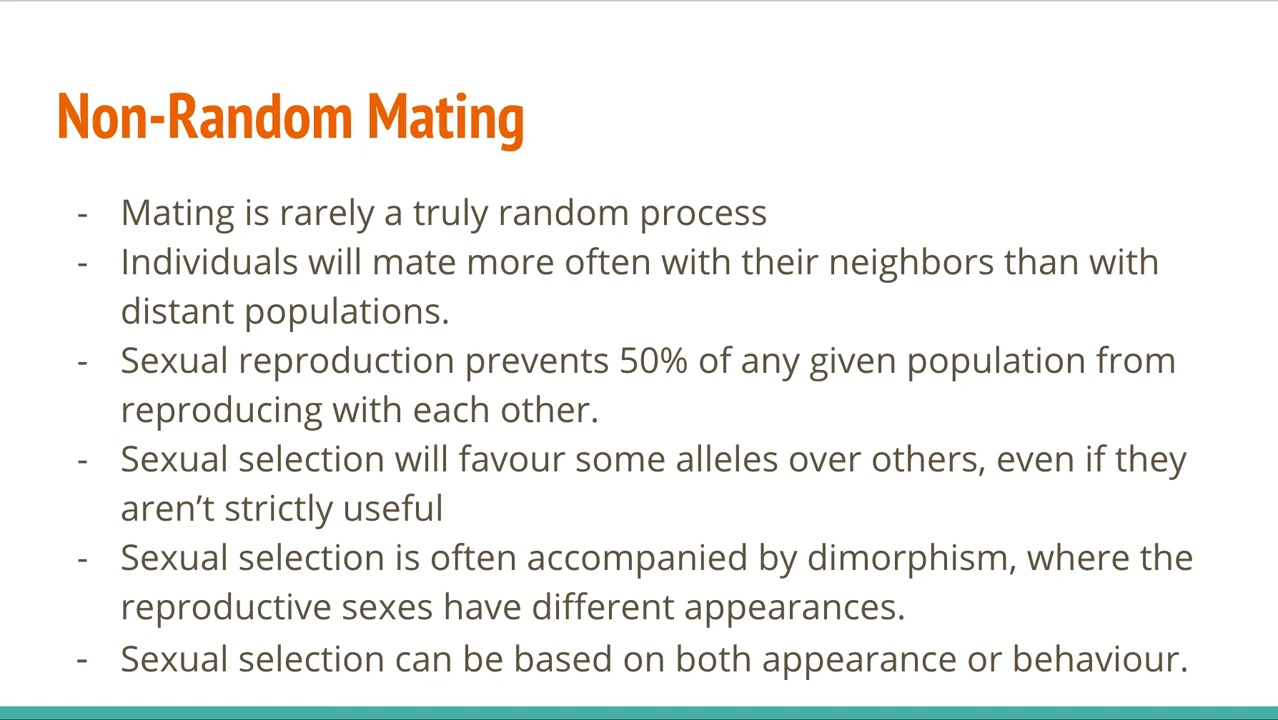 Non-Random Mating
- Mating is rarely a truly random process
- Individuals will mate more often with their neighbors than with
distant populations.
- Sexual reproduction prevents 50% of any given population from
reproducing with each other.
- Sexual selection will favour some alleles over others, even if they
aren’t strictly useful
- Sexual selection is often accompanied by dimorphism, where the
reproductive sexes have different appearances.
- Sexual selection can be based on both appearance or behaviour.